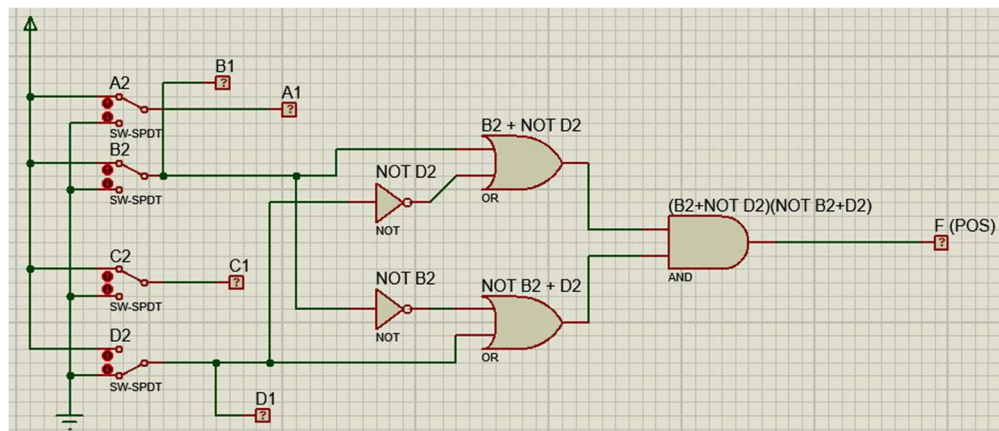 B1
?
A2
A1
?
SW-SPDT
B2
SW-SPDT
B2 + NOT D2
OR
NOT D2
NOT
(B2+NOT D2)(NOT B2+D2)
AND
F (POS)
?
C2
C1
?
SW-SPDT
NOT B2
NOT
NOT B2 + D2
OR
D2
SW-SPDT
D1
?